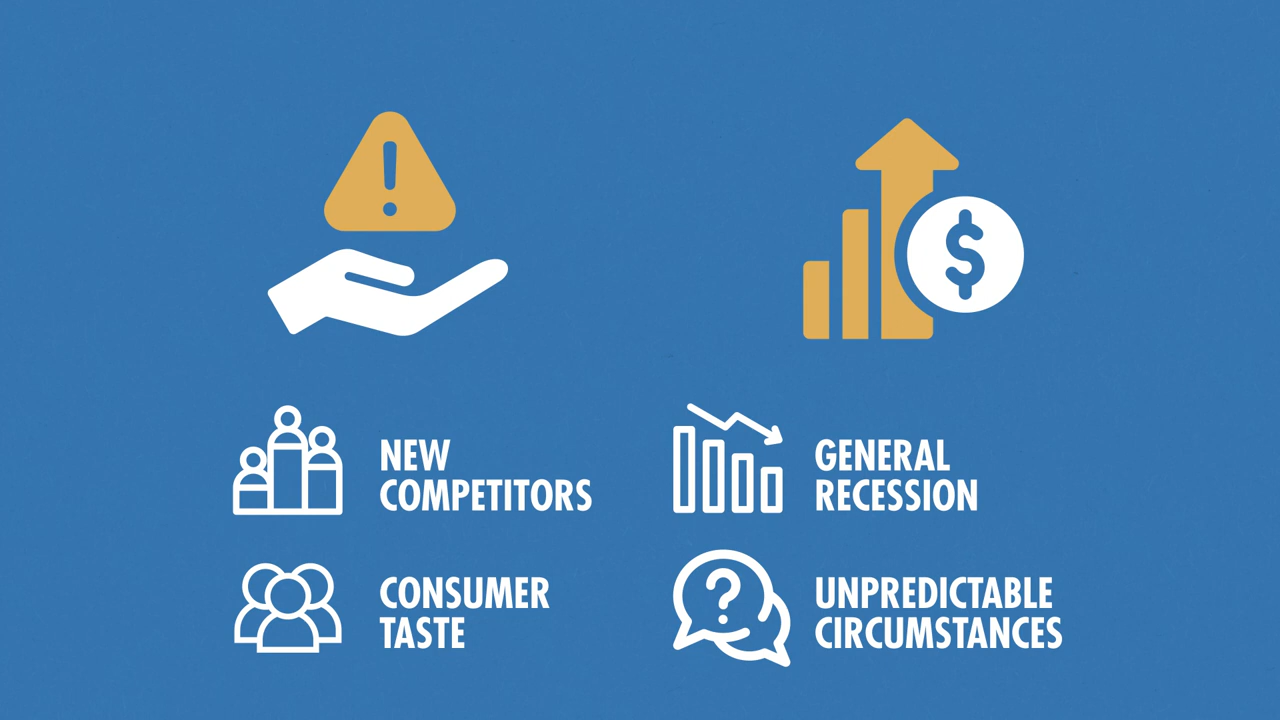 !
$
NEW
COMPETITORS
GENERAL
RECESSION
?
CONSUMER
TASTE
UNPREDICTABLE
CIRCUMSTANCES